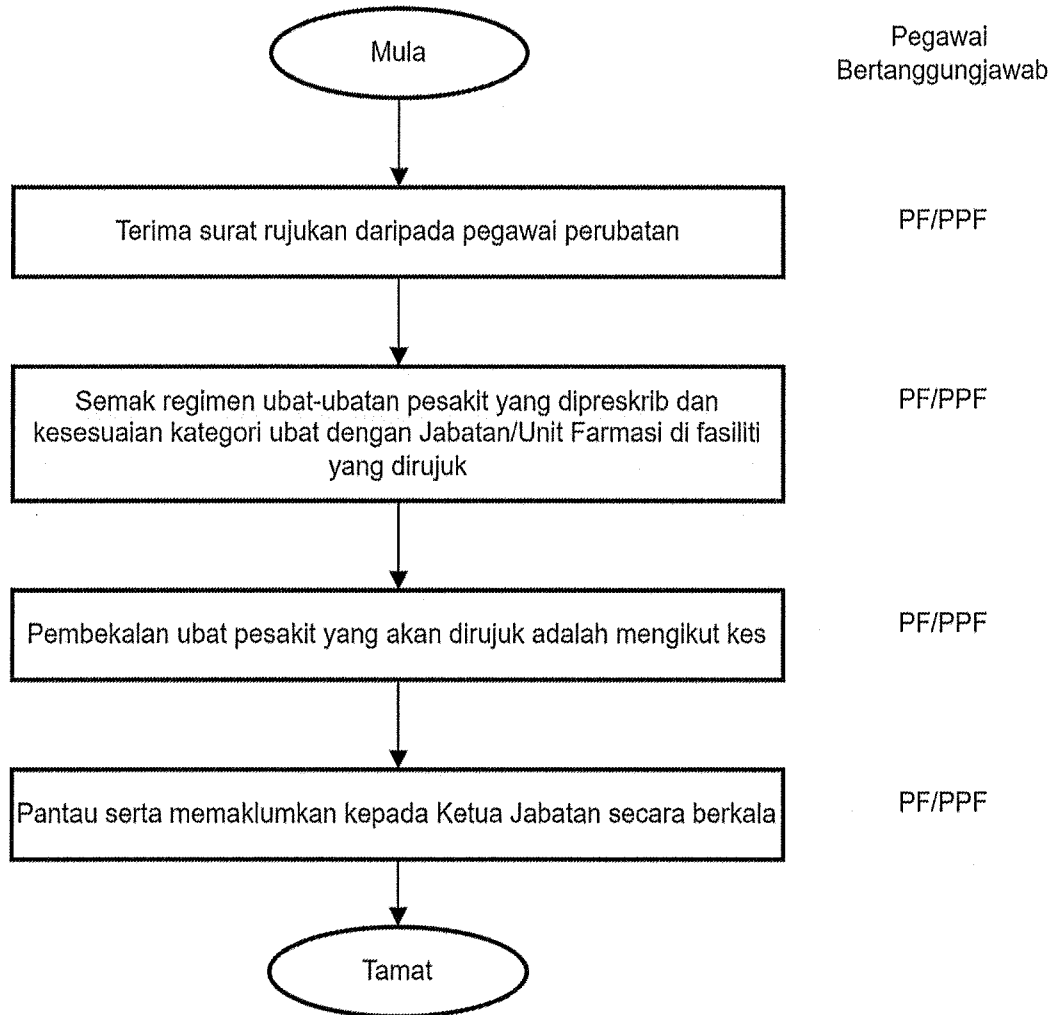 Mula
Pegawai
Bertanggungjawab
Terima surat rujukan daripada pegawai perubatan
PF/PPF
Semak regimen ubat-ubatan pesakit yang dipreskrib dan
kesesuaian kategori ubat dengan Jabatan/Unit Farmasi di fasiliti
yang dirujuk
PF/PPF
Pembekalan ubat pesakit yang akan dirujuk adalah mengikut kes
PF/PPF
Pantau serta memaklumkan kepada Ketua Jabatan secara berkala
PF/PPF
Tamat